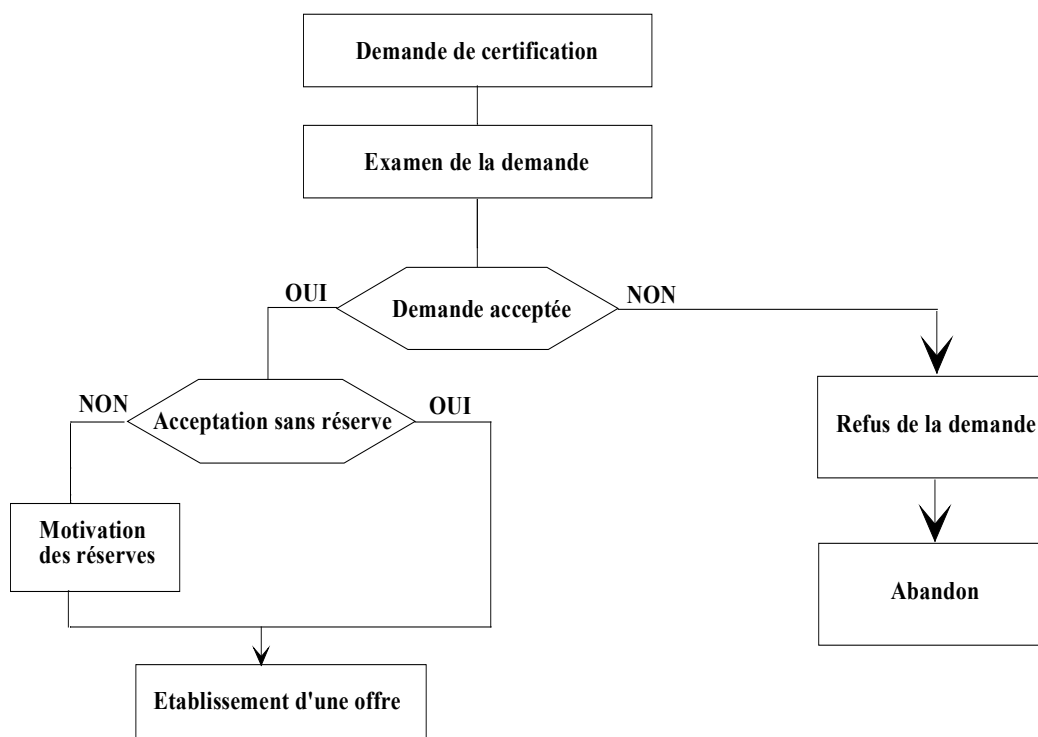 Demande de certification
Examen de la demande
OUI
Demande acceptée
NON
NON
Acceptation sans réserve
OUI
Refus de la demande
Motivation
des réserves
Abandon
Etablissement d'une offre